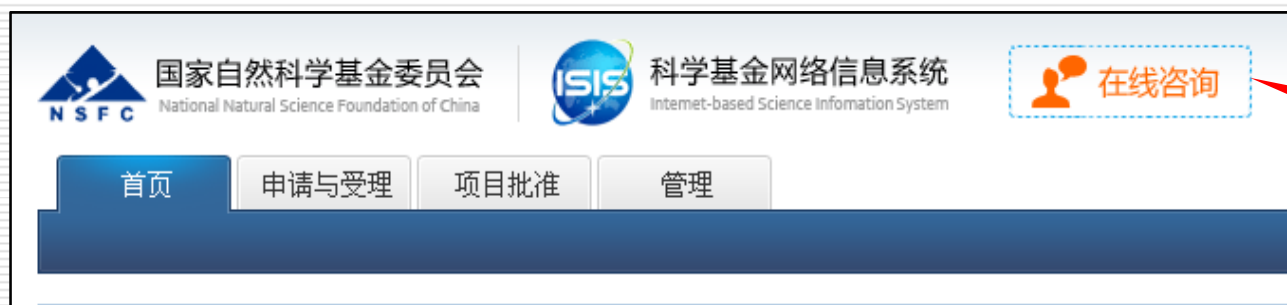 国家自然科学基金委员会
National Natural Science Foundation of China
NSFC
ISIS
科学基金网络信息系统
Internet-based Science Infomation System
在线咨询
首页
申请与受理
项目批准
管理